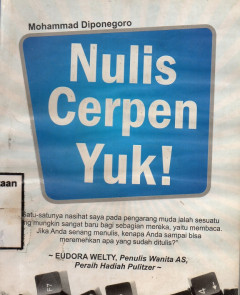 Mohammad Diponegoro
Nulis
Cerpen
Yuk!
aan
"Satu-satunya nasihat saya pada pengarang muda ialah sesuatu
yang mungkin sangat baru bagi sebagian mereka, yaitu membaca.
Jika Anda senang menulis, kenapa Anda sampai bisa
meremehkan apa yang sudah ditulis?"
~ EUDORA WELTY, Penulis Wanita AS,
Peraih Hadiah Pulitzer ~
F7